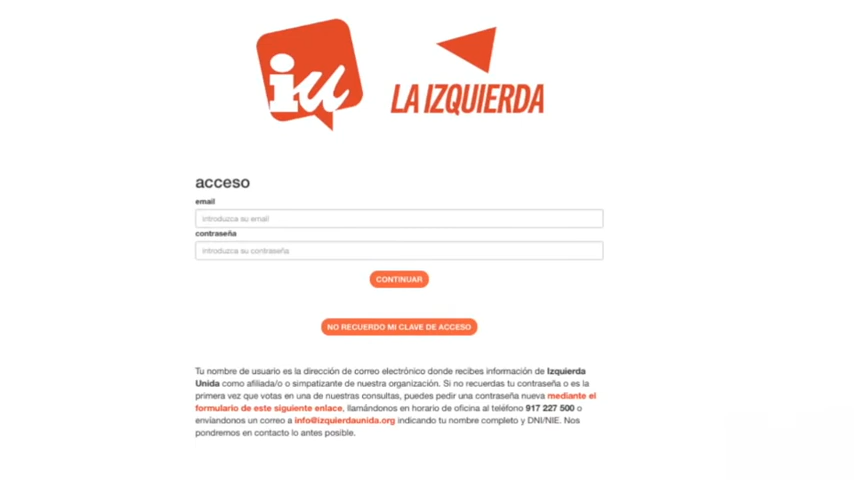 iu
LA IZQUIERDA
acceso
email
introduzca su email
contraseña
introduzca su contraseña
CONTINUAR
NO RECUERDO MI CLAVE DE ACCESO
Tu nombre de usuario es la dirección de correo electrónico donde recibes información de Izquierda
Unida como afiliada/o o simpatizante de nuestra organización. Si no recuerdas tu contraseña o es la
primera vez que votas en una de nuestras consultas, puedes pedir una contraseña nueva mediante el
formulario de este siguiente enlace, llamándonos en horario de oficina al teléfono 917 227 500 o
envíandonos un correo a info@izquierdaunida.org indicando tu nombre completo y DNI/NIE. Nos
pondremos en contacto lo antes posible.